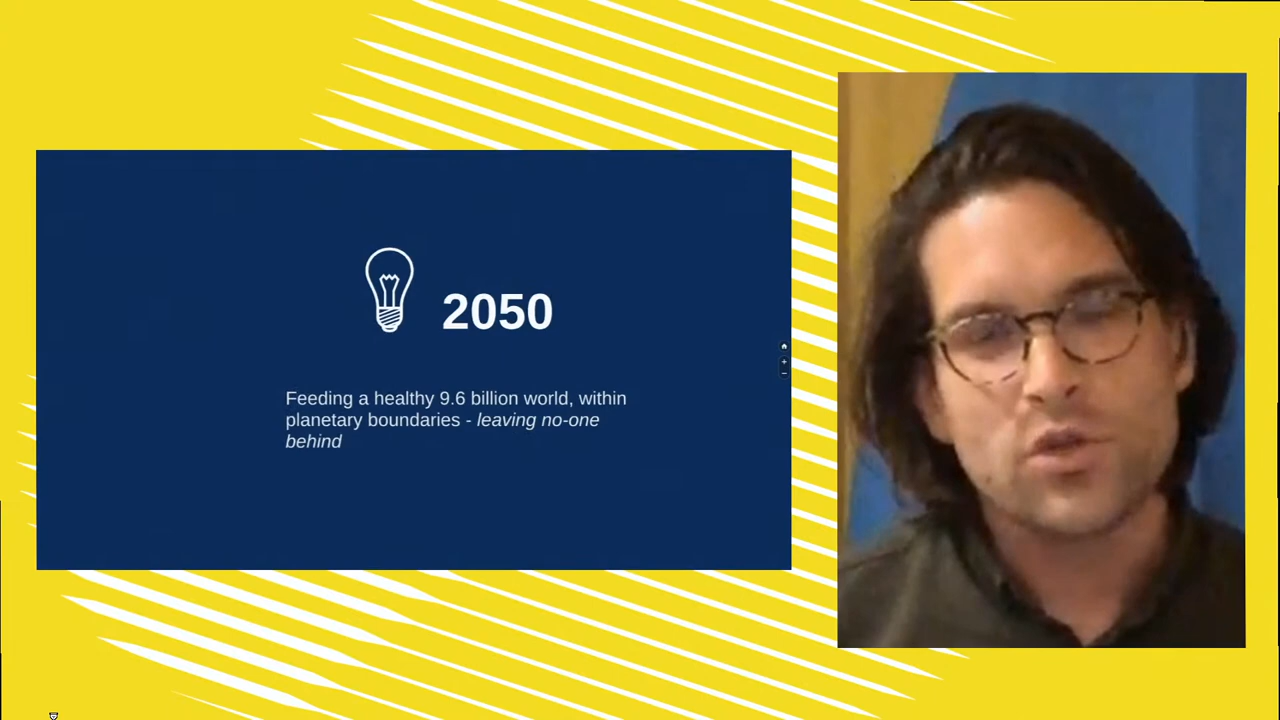 2050
Feeding a healthy 9.6 billion world, within
planetary boundaries - leaving no-one
behind